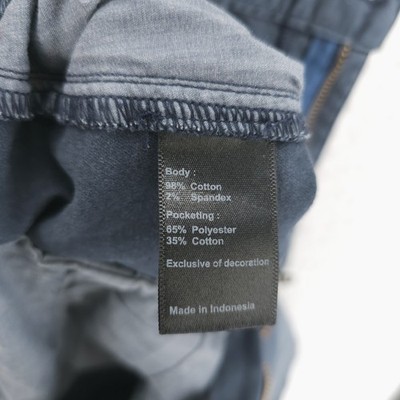 Body :
98% Cotton
2% Spandex
Pocketing :
65% Polyester
35% Cotton
Exclusive of decoration
Made in Indonesia